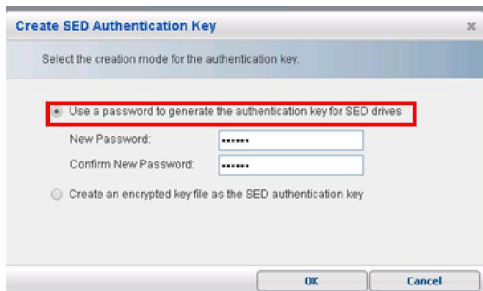 Create SED Authentication Key
Select the creation mode for the authentication key.
Use a password to generate the authentication key for SED drives
New Password: ••••••
Confirm New Password: ••••••
Create an encrypted key file as the SED authentication key
OK Cancel